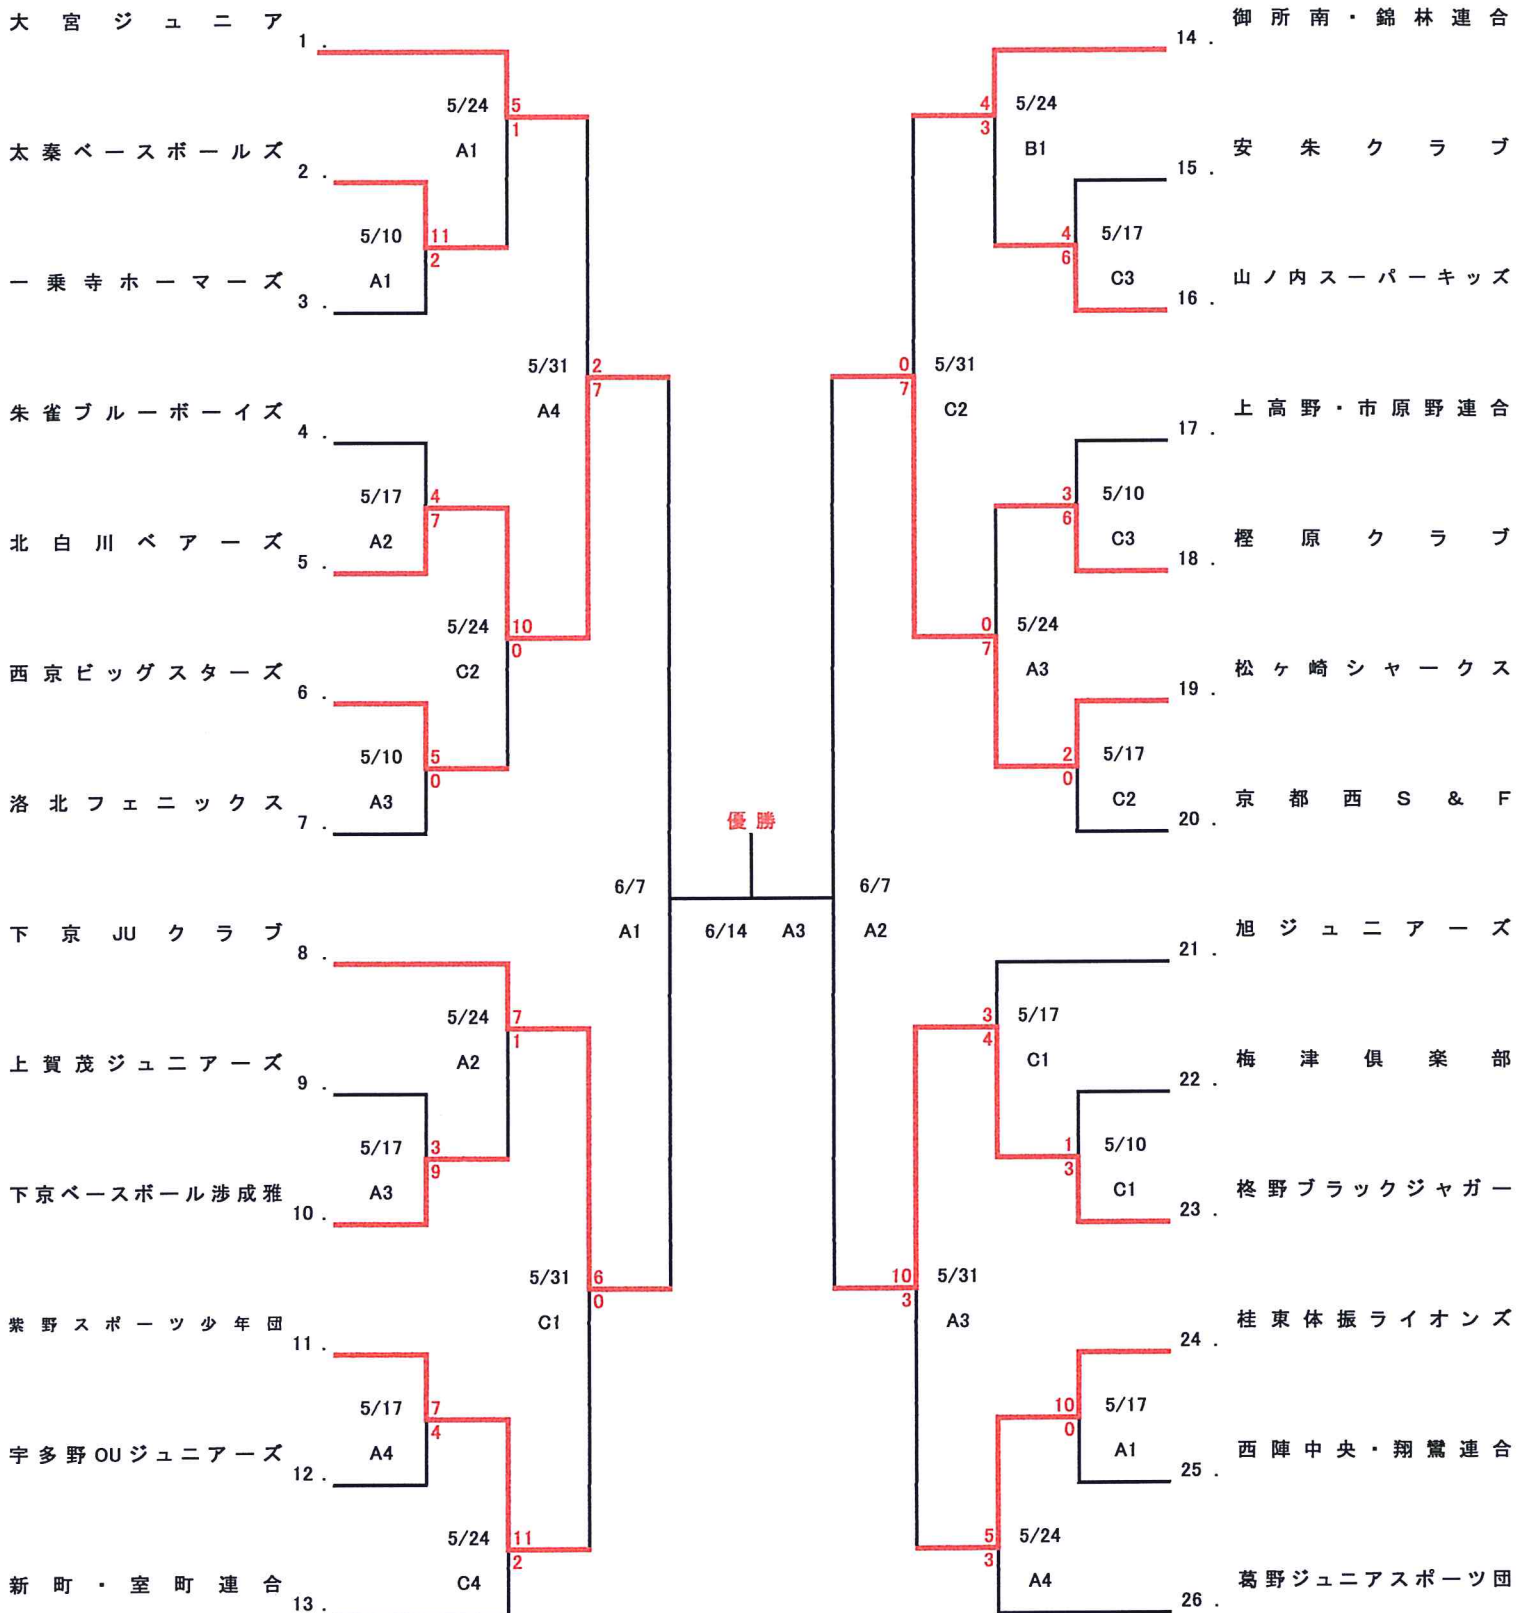 大宮ジュニア
1.
5/24
5
1
A1
太秦ベースボールズ
2.
5/10
11
2
A1
一乗寺ホーマーズ
3.
5/31
2
7
A4
朱雀ブルーボーイズ
4.
5/17
4
7
A2
北白川ベアーズ
5.
5/24
10
0
C2
西京ビッグスターズ
6.
5/10
5
0
A3
洛北フェニックス
7.
6/7
A1
下京JUクラブ
8.
5/24
7
1
A2
上賀茂ジュニアーズ
9.
5/17
3
9
A3
下京ベースボール渉成雅
10.
5/31
6
0
C1
紫野スポーツ少年団
11.
5/17
7
4
A4
宇多野OUジュニアーズ
12.
5/24
11
2
C4
新町・室町連合
13.
優勝
6/14 A3
御所南・錦林連合
14.
4
5/24
3
B1
安朱クラブ
15.
4
5/17
6
C3
山ノ内スーパーキッズ
16.
0
5/31
7
C2
上高野・市原野連合
17.
3
5/10
6
C3
樫原クラブ
18.
0
5/24
7
A3
松ヶ崎シャークス
19.
2
5/17
0
C2
京都西S&F
20.
6/7
A2
旭ジュニアーズ
21.
3
5/17
4
C1
梅津倶楽部
22.
1
5/10
3
C1
柊野ブラックジャガー
23.
10
5/31
3
A3
桂東体振ライオンズ
24.
10
5/17
0
A1
西陣中央・翔鸞連合
25.
5
5/24
3
A4
葛野ジュニアスポーツ団
26.